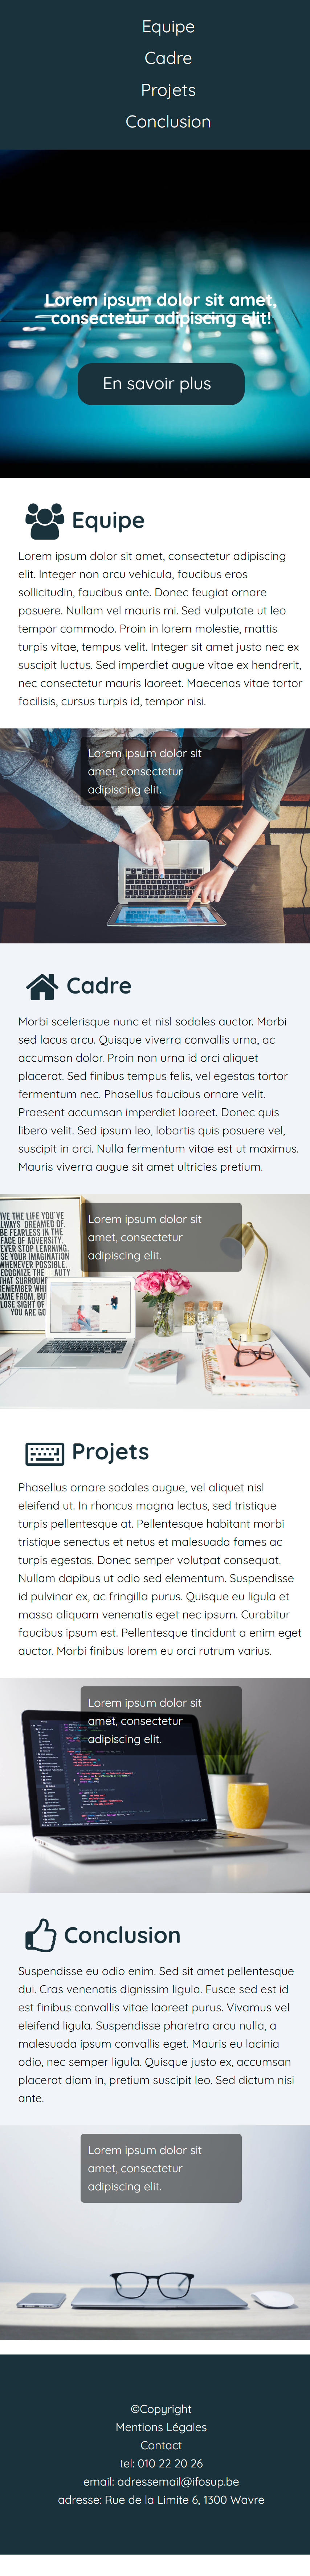 Equipe
Cadre
Projets
Conclusion
Lorem ipsum dolor sit amet,
consectetur adipiscing elit!
En savoir plus
Equipe
Lorem ipsum dolor sit amet, consectetur adipiscing
elit. Integer non arcu vehicula, faucibus eros
sollicitudin, faucibus ante. Donec feugiat ornare
posuere. Nullam vel mauris mi. Sed vulputate ut leo
tempor commodo. Proin in lorem molestie, mattis
turpis vitae, tempus velit. Integer sit amet justo nec ex
suscipit luctus. Sed imperdiet augue vitae ex hendrerit,
nec consectetur mauris laoreet. Maecenas vitae tortor
facilisis, cursus turpis id, tempor nisi.
Lorem ipsum dolor sit
amet, consectetur
adipiscing elit.
Cadre
Morbi scelerisque nunc et nisl sodales auctor. Morbi
sed lacus arcu. Quisque viverra convallis urna, ac
accumsan dolor. Proin non urna id orci aliquet
placerat. Sed finibus tempus felis, vel egestas tortor
fermentum nec. Phasellus faucibus ornare velit.
Praesent accumsan imperdiet laoreet. Donec quis
libero velit. Sed ipsum leo, lobortis quis posuere vel,
suscipit in orci. Nulla fermentum vitae est ut maximus.
Mauris viverra augue sit amet ultricies pretium.
Lorem ipsum dolor sit
amet, consectetur
adipiscing elit.
IVE THE LIFE YOU'VE
LWAYS DREAMED OF.
BE FEARLESS IN THE
FACE OF ADVERSITY.
EVER STOP LEARNING.
SE YOUR IMAGINATION
WHENEVER POSSIBLE.
ECOGNIZE THE AUTY
THAT SURROUN
REMEMBER WHE
CAME FROM, BU
LOSE SIGHT OF
YOU ARE GO
Projets
Phasellus ornare sodales augue, vel aliquet nisl
eleifend ut. In rhoncus magna lectus, sed tristique
turpis pellentesque at. Pellentesque habitant morbi
tristique senectus et netus et malesuada fames ac
turpis egestas. Donec semper volutpat consequat.
Nullam dapibus ut odio sed elementum. Suspendisse
id pulvinar ex, ac fringilla purus. Quisque eu ligula et
massa aliquam venenatis eget nec ipsum. Curabitur
faucibus ipsum est. Pellentesque tincidunt a enim eget
auctor. Morbi finibus lorem eu orci rutrum varius.
Lorem ipsum dolor sit
amet, consectetur
adipiscing elit.
Conclusion
Suspendisse eu odio enim. Sed sit amet pellentesque
dui. Cras venenatis dignissim ligula. Fusce sed est id
est finibus convallis vitae laoreet purus. Vivamus vel
eleifend ligula. Suspendisse pharetra arcu nulla, a
malesuada ipsum convallis eget. Mauris eu lacinia
odio, nec semper ligula. Quisque justo ex, accumsan
placerat diam in, pretium suscipit leo. Sed dictum nisi
ante.
Lorem ipsum dolor sit
amet, consectetur
adipiscing elit.
©Copyright
Mentions Légales
Contact
tel: 010 22 20 26
email: adressemail@ifosup.be
adresse: Rue de la Limite 6, 1300 Wavre